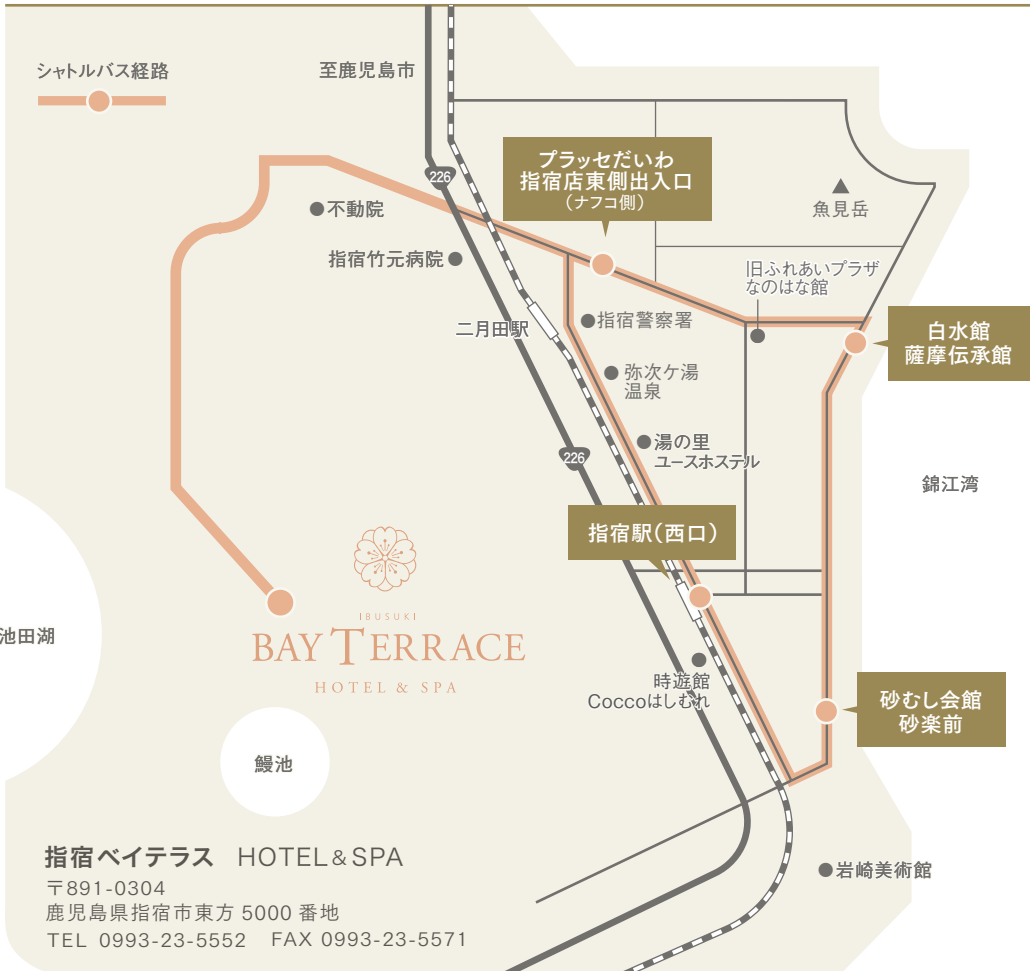 シャトルバス経路
至鹿児島市
226
プラッセだいわ
指宿店東側出入口
（ナフコ側）
魚見岳
不動院
指宿竹元病院
旧ふれあいプラザ
なのはな館
二月田駅
指宿警察署
白水館
薩摩伝承館
弥次ケ湯
温泉
湯の里
ユースホステル
226
錦江湾
指宿駅（西口）
池田湖
IBUSUKI
BAY TERRACE
HOTEL & SPA
時遊館
Coccoはしむれ
砂むし会館
砂楽前
鰻池
岩崎美術館
指宿ベイテラス HOTEL&SPA
〒891-0304
鹿児島県指宿市東方 5000 番地
TEL 0993-23-5552 FAX 0993-23-5571